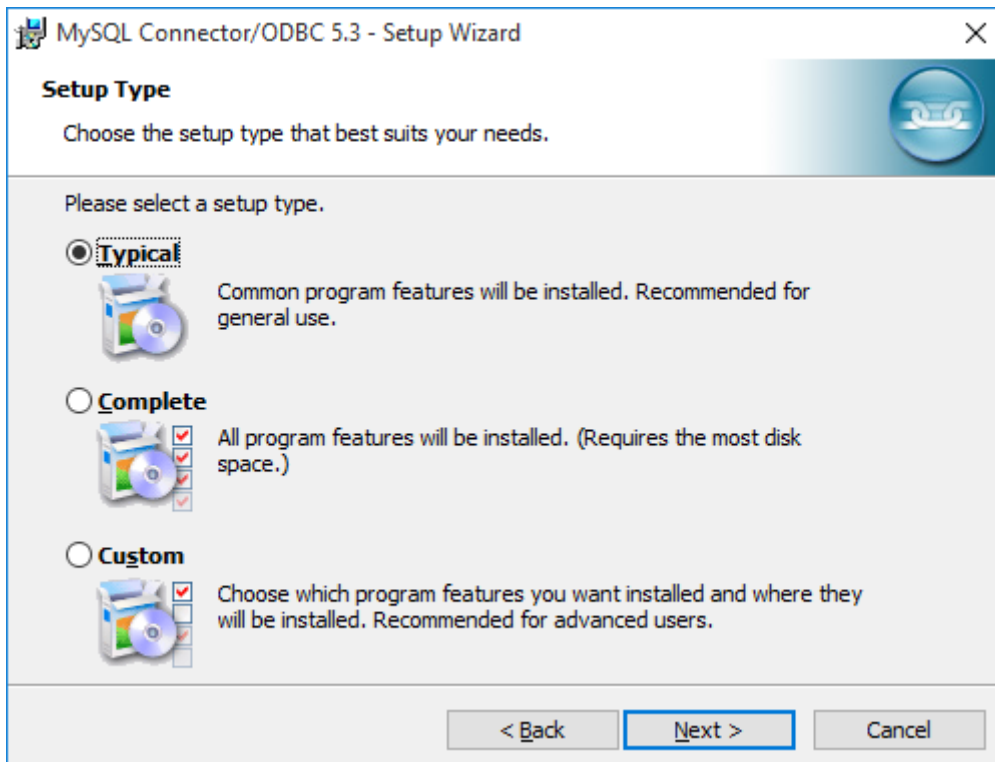 MySQL Connector/ODBC 5.3 - Setup Wizard
Setup Type
Choose the setup type that best suits your needs.
Please select a setup type.
Typical
Common program features will be installed. Recommended for
general use.
Complete
All program features will be installed. (Requires the most disk
space.)
Custom
Choose which program features you want installed and where they
will be installed. Recommended for advanced users.
< Back
Next >
Cancel